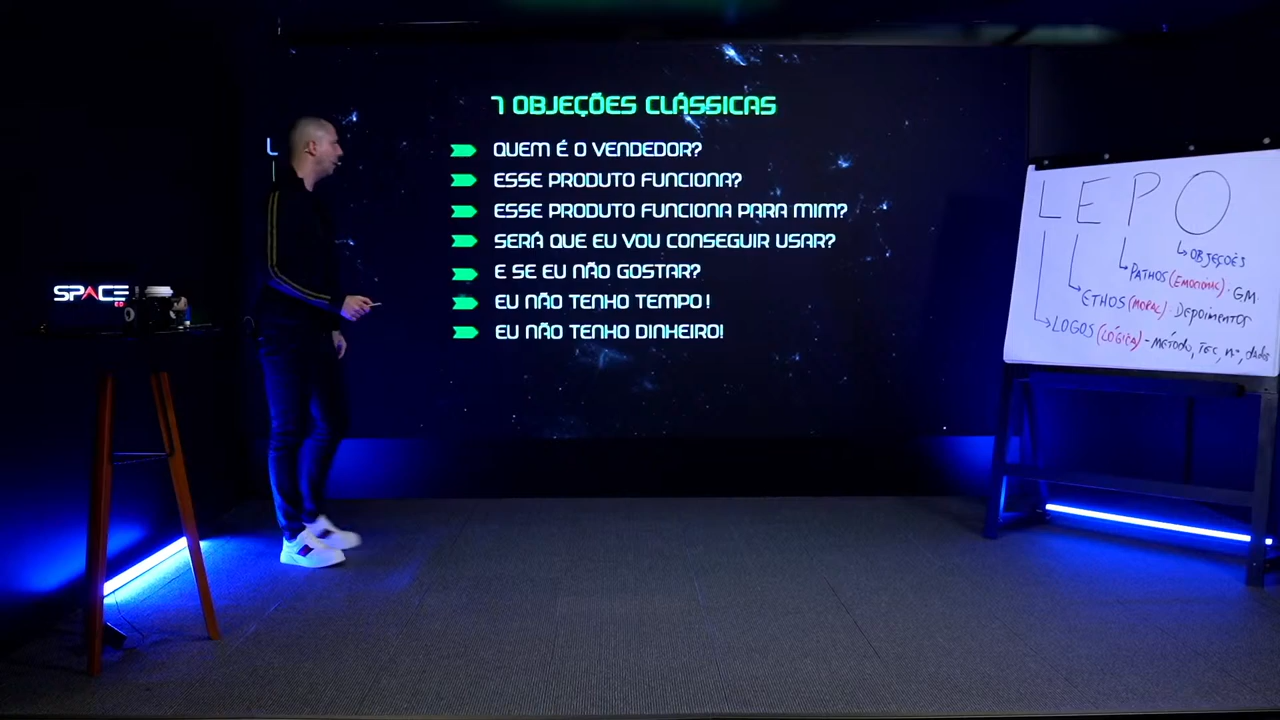 7 OBJEÇÕES CLÁSSICAS
QUEM É O VENDEDOR?
ESSE PRODUTO FUNCIONA?
ESSE PRODUTO FUNCIONA PARA MIM?
SERÁ QUE EU VOU CONSEGUIR USAR?
E SE EU NÃO GOSTAR?
EU NÃO TENHO TEMPO!
EU NÃO TENHO DINHEIRO!
SPACE
L E P O
OBJEÇÕES
PATHOS (EMOCIONAL) - GM.
ETHOS (MORAL) - DEPOIMENTOS
LOGOS (LÓGICA) - MÉTODO, TEC, nº, dados